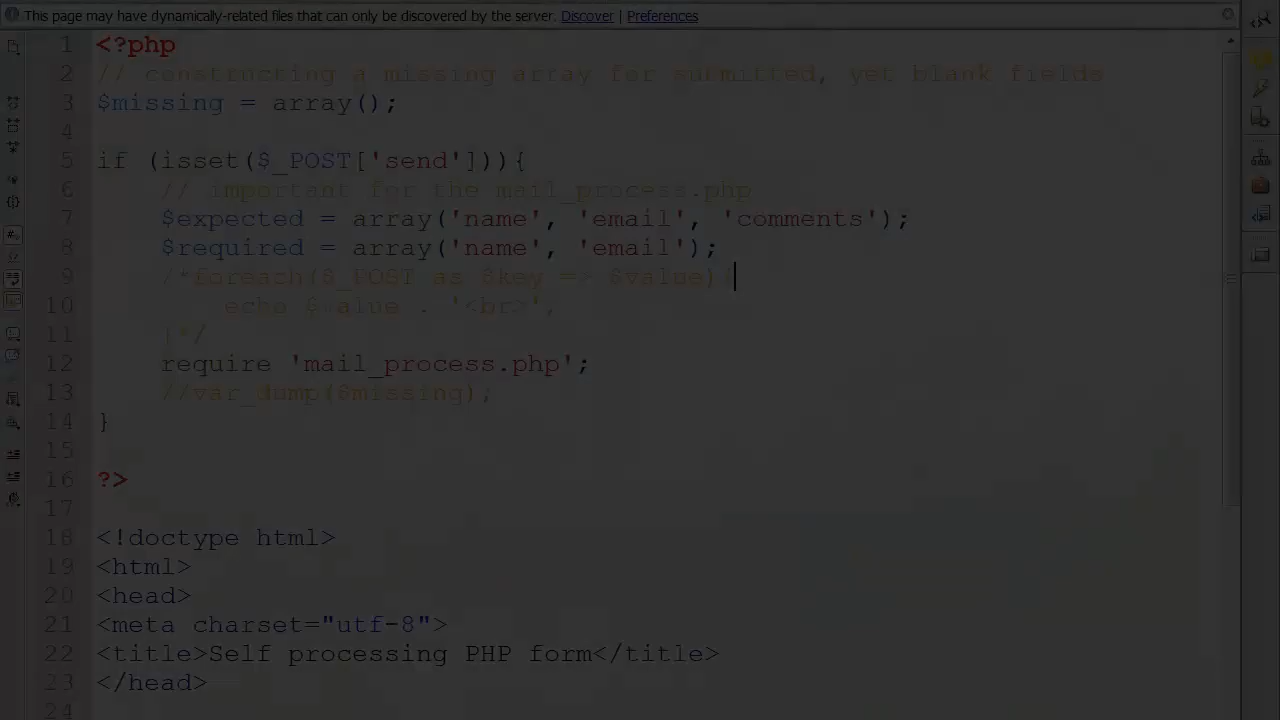 This page may have dynamically-related files that can only be discovered by the server. Discover | Preferences
1 <?php
2 // constructing a missing array for submitted, yet blank fields
3 $missing = array();
4
5 if (isset($_POST['send'])){
6 // important for the mail_process.php
7 $expected = array('name', 'email', 'comments');
8 $required = array('name', 'email');
9 /*foreach($_POST as $key => $value){
10 echo $value . '<br>';
11 }*/
12 require 'mail_process.php';
13 //var_dump($missing);
14 }
15
16 ?>
17
18 <!doctype html>
19 <html>
20 <head>
21 <meta charset="utf-8">
22 <title>Self processing PHP form</title>
23 </head>
24